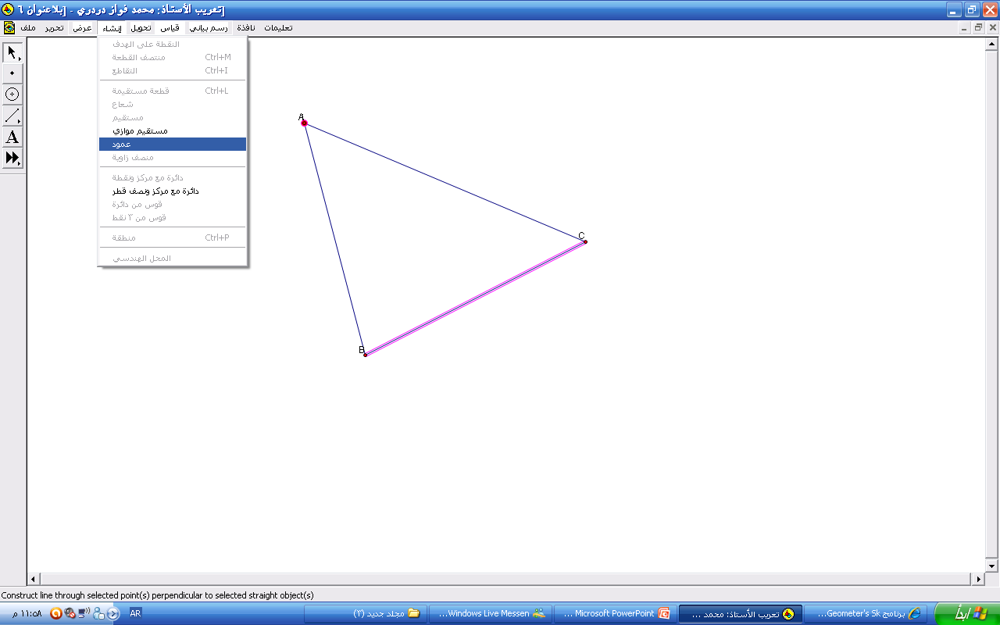 [تعريب الأستاذ: محمد فواز دردري - [بلاعنوان ٦
ملف تحرير عرض إنشاء تحويل قياس رسم بياني نافذة تعليمات
النقطة على الهدف
منتصف القطعة Ctrl+M
التقاطع Ctrl+I
قطعة مستقيمة Ctrl+L
شعاع
مستقيم
مستقيم موازي
عمود
منصف زاوية
دائرة مع مركز ونقطة
دائرة مع مركز ونصف قطر
قوس من دائرة
قوس من ٣ نقط
منطقة Ctrl+P
المحل الهندسي
A
A
C
B
Construct line through selected point(s) perpendicular to selected straight object(s)
ابدأ
برنامج Geometer's Sk...
تعريب الأستاذ: محمد ...
Microsoft PowerPoint ...
Windows Live Messen...
مجلد جديد (٢)
AR
١١:٥٨ م